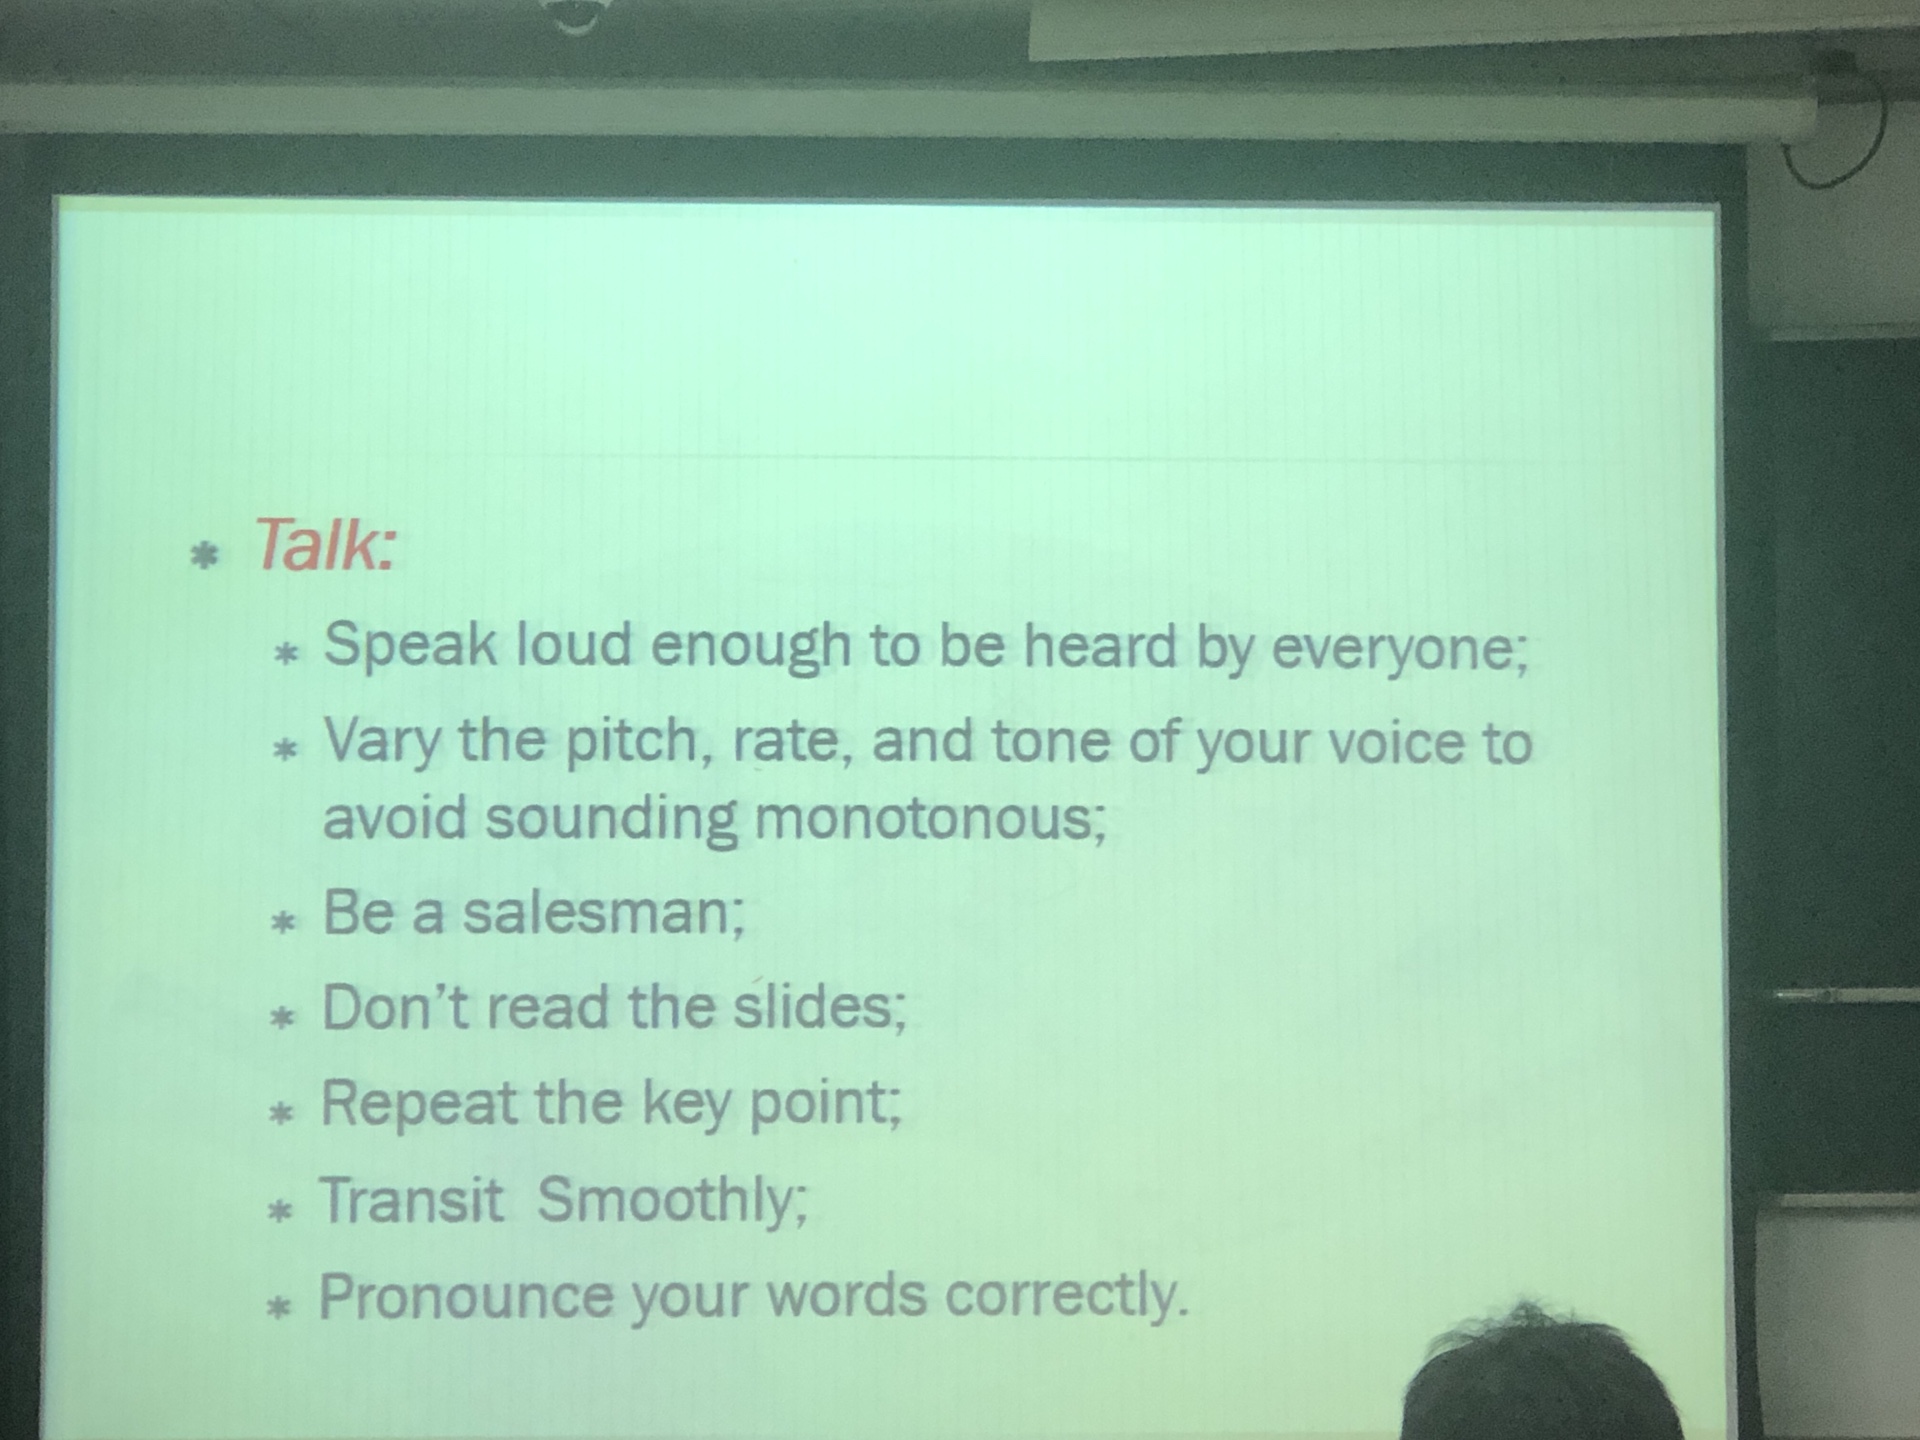 * Talk:
* Speak loud enough to be heard by everyone;
* Vary the pitch, rate, and tone of your voice to
avoid sounding monotonous;
* Be a salesman;
* Don't read the slides;
* Repeat the key point;
* Transit  Smoothly;
* Pronounce your words correctly.